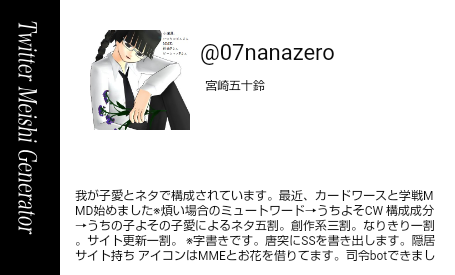 Twitter Meishi Generator
@07nanazero
宮崎五十鈴
我が子愛とネタで構成されています。最近、カードワースと学戦M
MD始めました※煩い場合のミュートワード→うちよそCW 構成成分
→うちの子よその子愛によるネタ五割。創作系三割。なりきり一割
。サイト更新一割。 ※字書きです。唐突にSSを書き出します。隠居
サイト持ち アイコンはMMEとお花を借りてます。司令botできまし